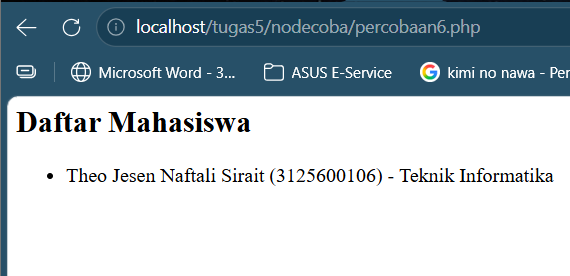 localhost/tugas5/nodecoba/percobaan6.php
Microsoft Word - 3... ASUS E-Service kimi no nawa - Per
Daftar Mahasiswa
• Theo Jesen Naftali Sirait (3125600106) - Teknik Informatika